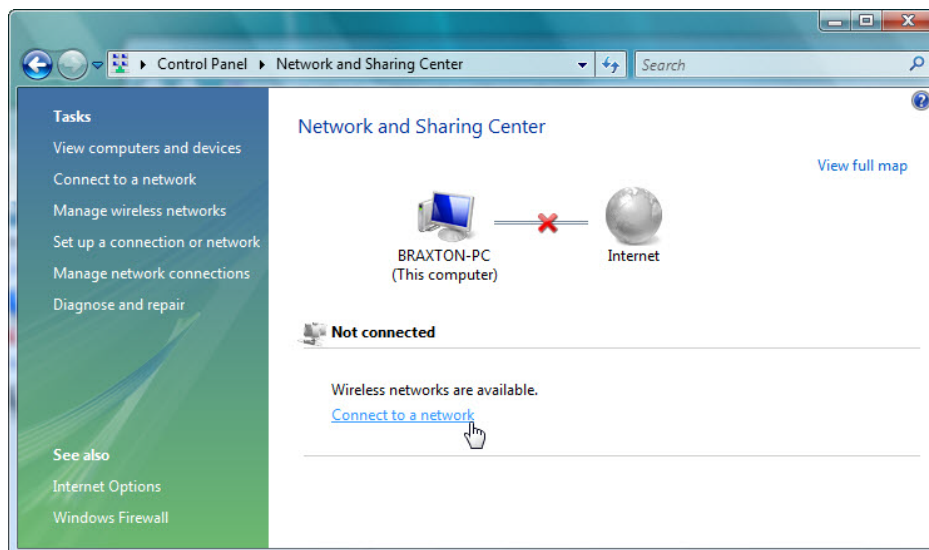 Control Panel Network and Sharing Center Search
Tasks
View computers and devices
Connect to a network
Manage wireless networks
Set up a connection or network
Manage network connections
Diagnose and repair
See also
Internet Options
Windows Firewall
Network and Sharing Center
View full map
BRAXTON-PC
(This computer)
Internet
Not connected
Wireless networks are available.
Connect to a network